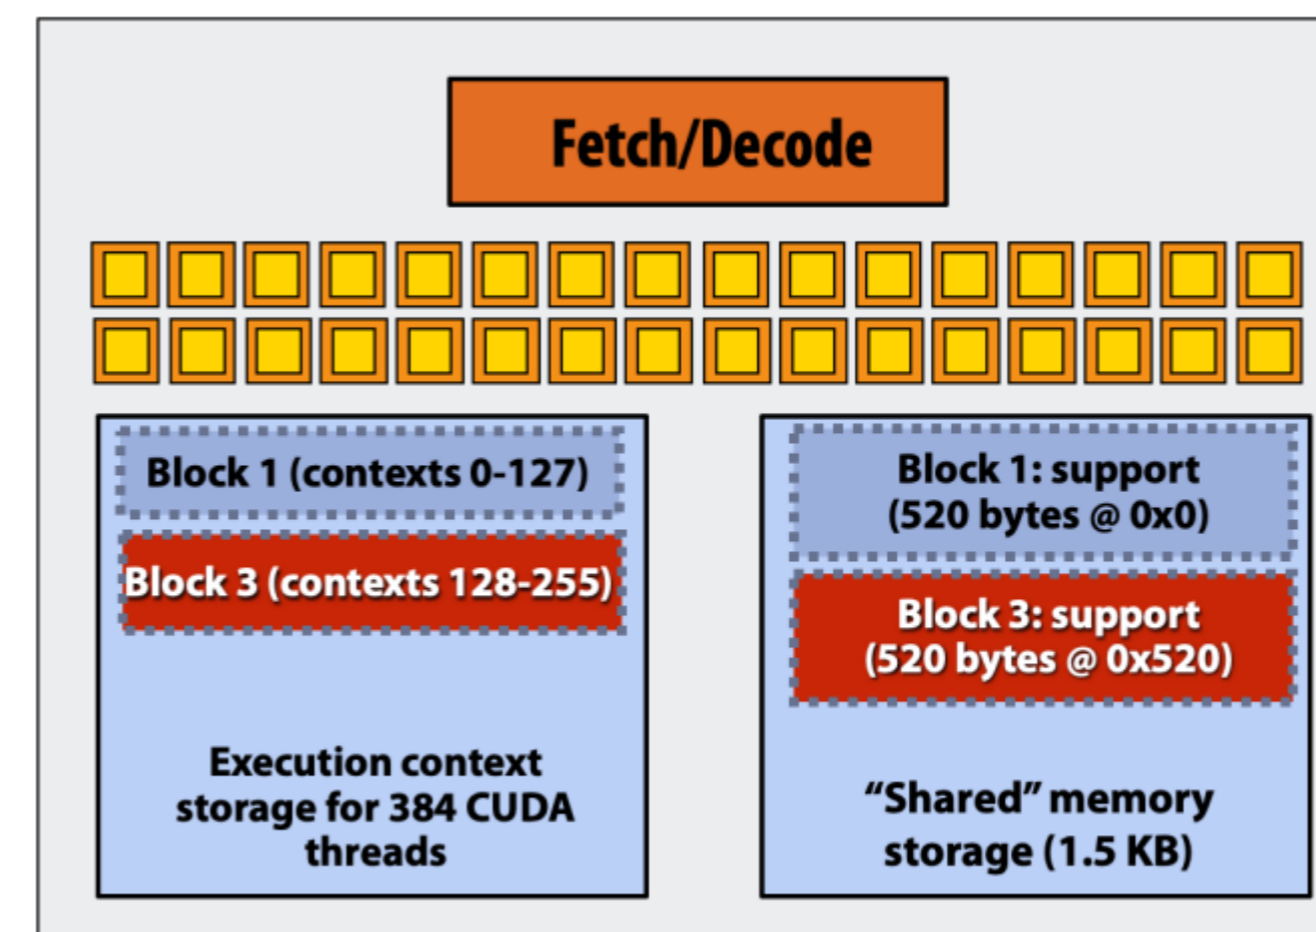 Fetch/Decode
Block 1 (contexts 0-127)
Block 3 (contexts 128-255)
Execution context
storage for 384 CUDA
threads
Block 1: support
(520 bytes @ 0x0)
Block 3: support
(520 bytes @ 0x520)
“Shared” memory
storage (1.5 KB)